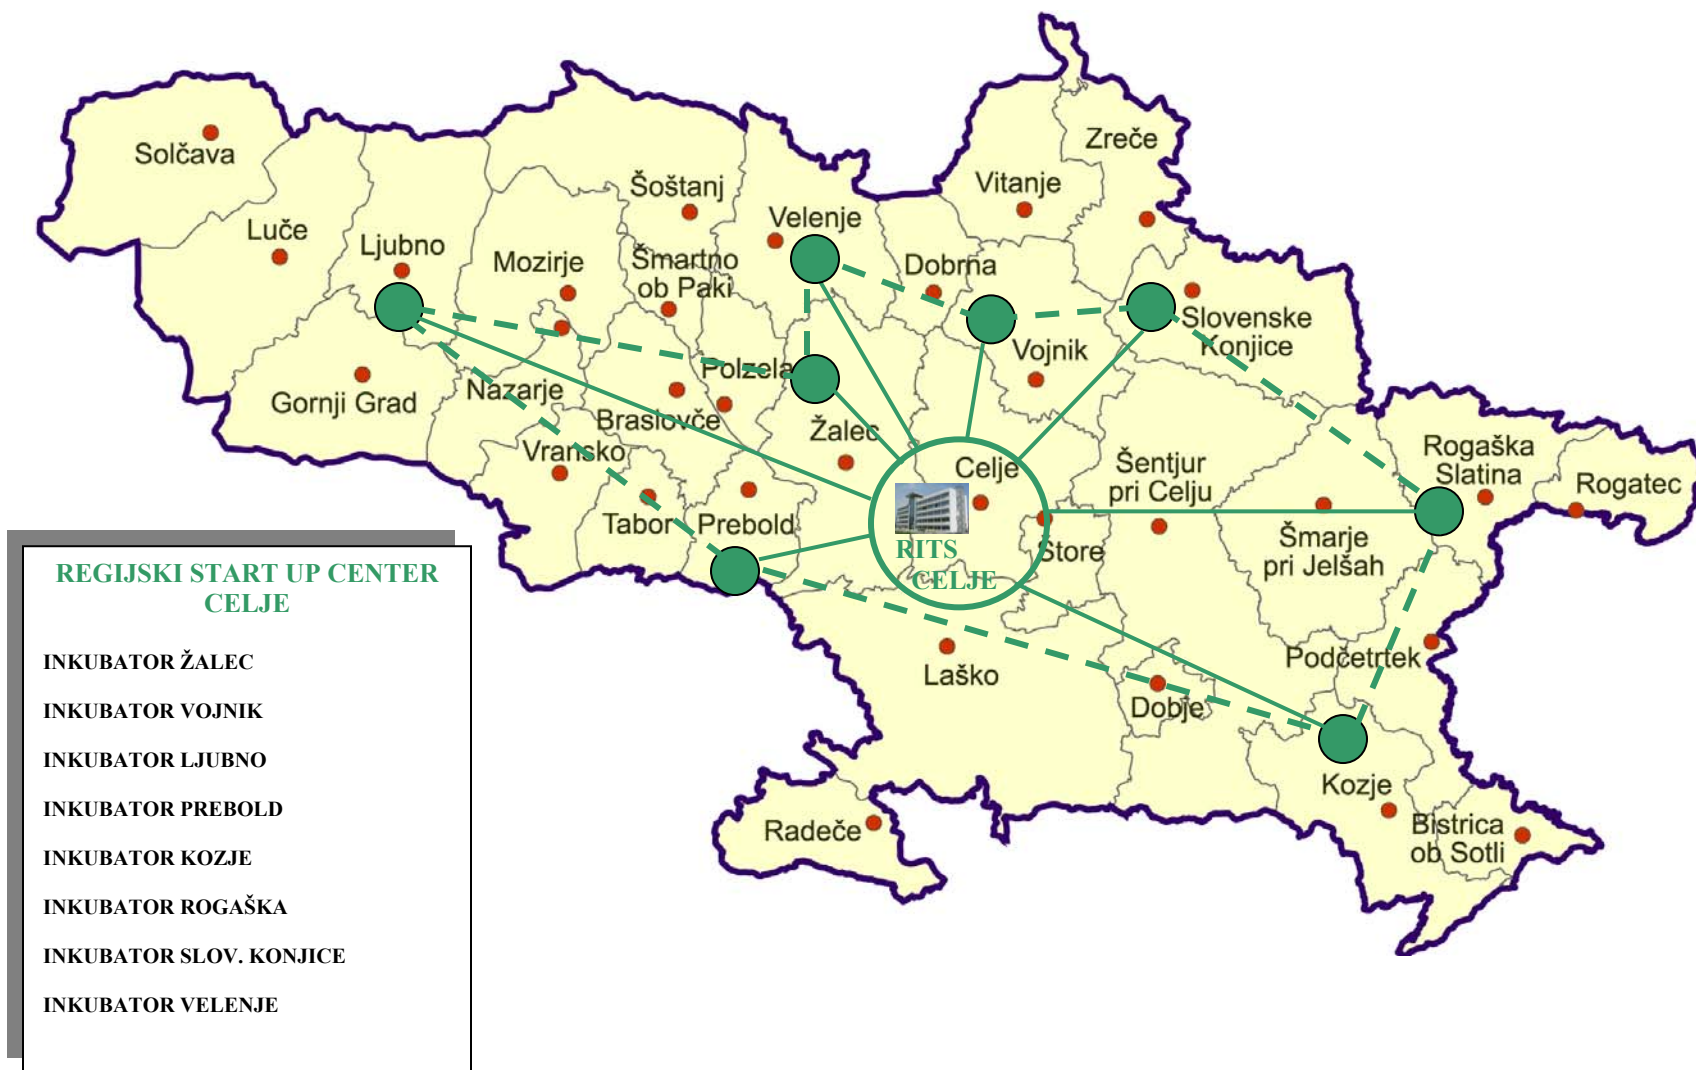 Zreče
Solčava
Vitanje
Šoštanj
Velenje
Luče
Ljubno
Mozirje
Šmartno
ob Paki
Dobrna
Slovenske
Konjice
Vojnik
Polzela
Nazarje
Gornji Grad
Braslovče
Žalec
Vransko
Celje
Šentjur
pri Celju
Rogaška
Slatina
Rogatec
Tabor
Prebold
RITS
CELJE
Štore
Šmarje
pri Jelšah
Podčetrtek
Laško
Dobje
Kozje
Radeče
Bistrica
ob Sotli
REGIJSKI START UP CENTER
CELJE
INKUBATOR ŽALEC
INKUBATOR VOJNIK
INKUBATOR LJUBNO
INKUBATOR PREBOLD
INKUBATOR KOZJE
INKUBATOR ROGAŠKA
INKUBATOR SLOV. KONJICE
INKUBATOR VELENJE